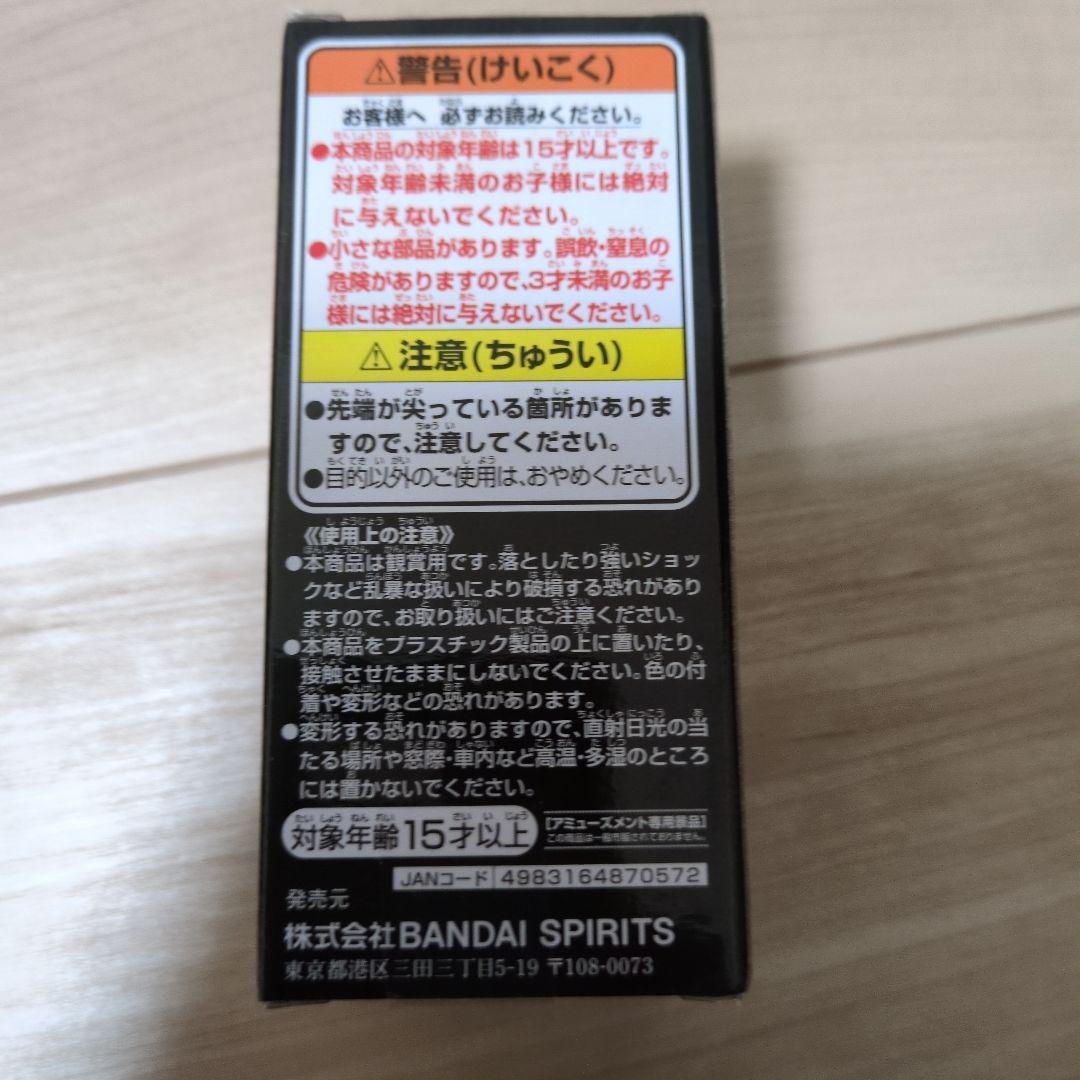 ⚠警告(けいこく)
お客様へ 必ずお読みください。
●本商品の対象年齢は15才以上です。
対象年齢未満のお子様には絶対
に与えないでください。
●小さな部品があります。誤飲・窒息の
危険がありますので、3才未満のお子
様には絶対に与えないでください。
⚠注意(ちゅうい)
●先端が尖っている箇所がありま
すので、注意してください。
●目的以外のご使用は、おやめください。
《使用上の注意》
●本商品は観賞用です。落としたり強いショッ
クなど乱暴な扱いにより破損する恐れがあり
ますので、お取り扱いにはご注意ください。
●本商品をプラスチック製品の上に置いたり、
接触させたままにしないでください。色の付
着や変形などの恐れがあります。
●変形する恐れがありますので、直射日光の当
たる場所や窓際・車内など高温・多湿のところ
には置かないでください。
対象年齢15才以上
[アミューズメント専用景品]
この商品は一般市販されておりません。
JANコード 4983164870572
発売元
株式会社BANDAI SPIRITS
東京都港区三田三丁目5-19 〒108-0073